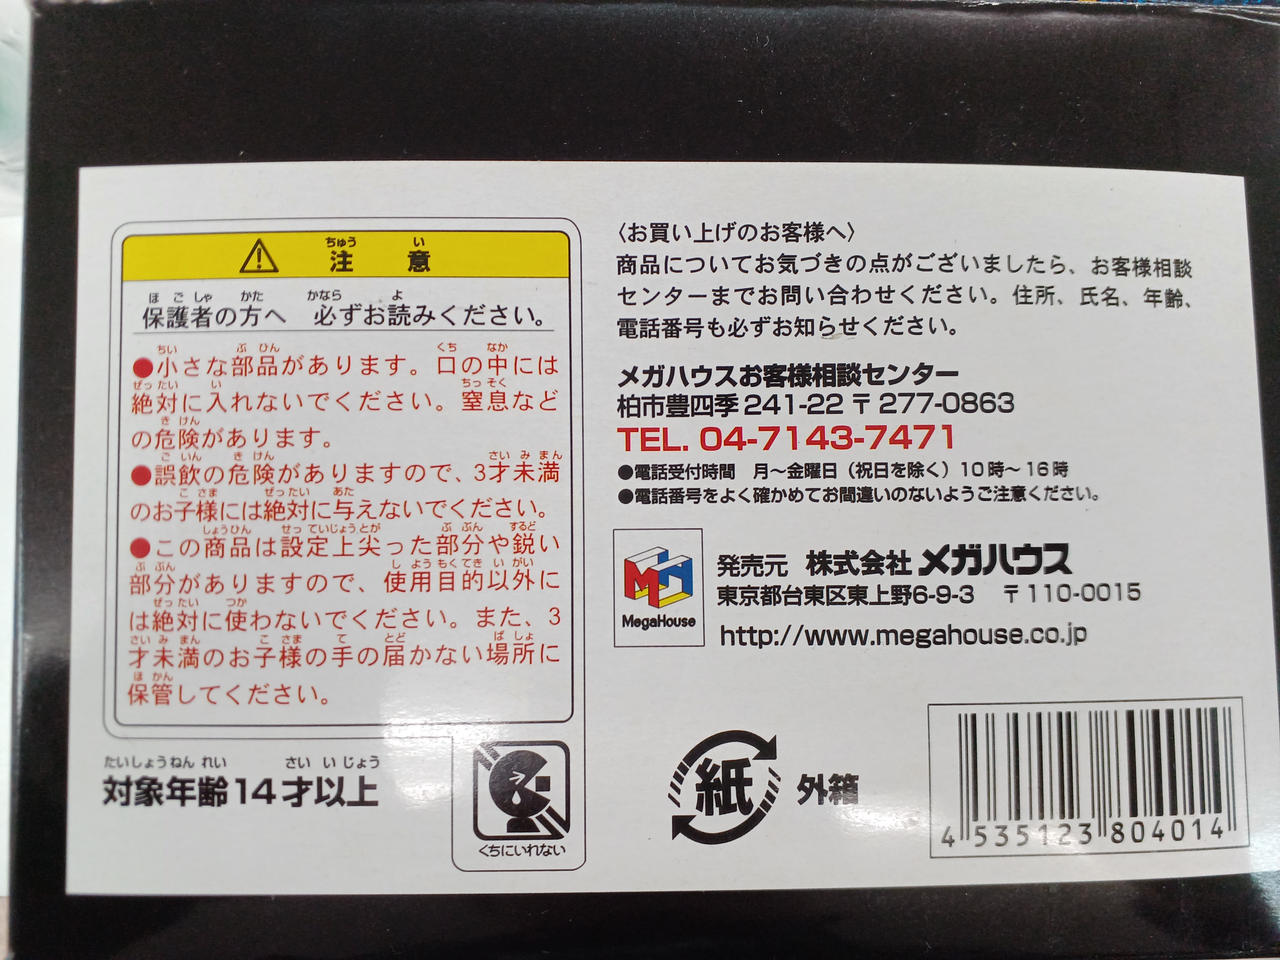 注意
保護者の方へ 必ずお読みください。
●小さな部品があります。口の中には
絶対に入れないでください。窒息など
の危険があります。
●誤飲の危険がありますので、3才未満
のお子様には絶対に与えないでください。
●この商品は設定上尖った部分や鋭い
部分がありますので、使用目的以外に
は絶対に使わないでください。また、3
才未満のお子様の手の届かない場所に
保管してください。
対象年齢14才以上
くちにいれない
〈お買い上げのお客様へ〉
商品についてお気づきの点がございましたら、お客様相談
センターまでお問い合わせください。住所、氏名、年齢、
電話番号も必ずお知らせください。
メガハウスお客様相談センター
柏市豊四季241-22 〒277-0863
TEL. 04-7143-7471
●電話受付時間 月〜金曜日（祝日を除く）10時〜16時
●電話番号をよく確かめてお間違いのないようご注意ください。
MegaHouse
発売元 株式会社 メガハウス
東京都台東区東上野6-9-3 〒110-0015
http://www.megahouse.co.jp
紙 外箱
4 535123 804014